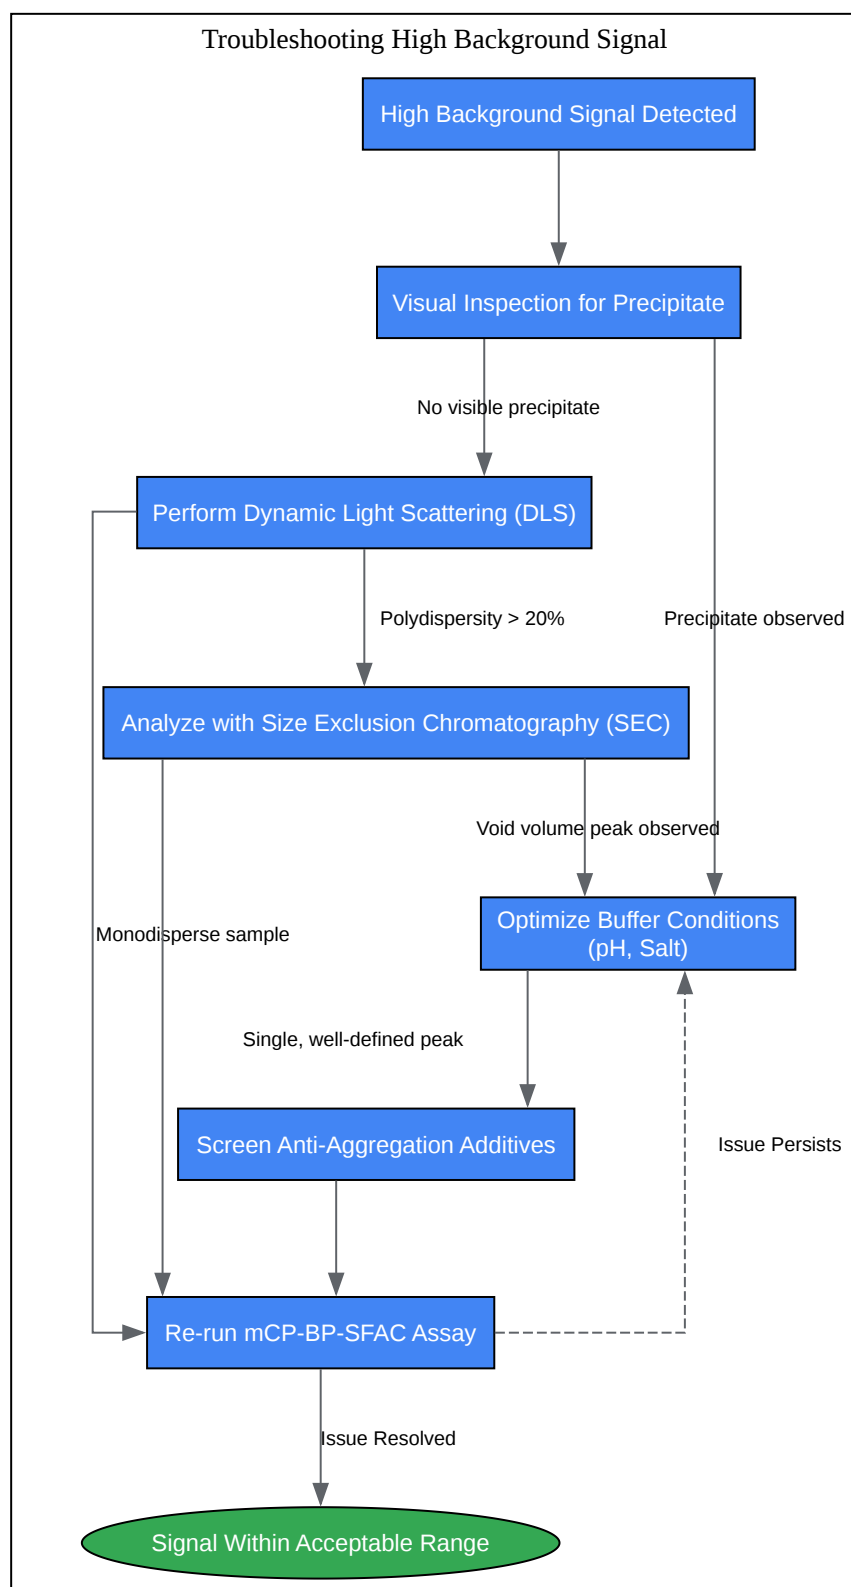 Troubleshooting High Background Signal
High Background Signal Detected
Visual Inspection for Precipitate
No visible precipitate
Perform Dynamic Light Scattering (DLS)
Polydispersity > 20%
Precipitate observed
Analyze with Size Exclusion Chromatography (SEC)
Void volume peak observed
Monodisperse sample
Optimize Buffer Conditions
(pH, Salt)
Single, well-defined peak
Screen Anti-Aggregation Additives
Issue Persists
Re-run mCP-BP-SFAC Assay
Issue Resolved
Signal Within Acceptable Range